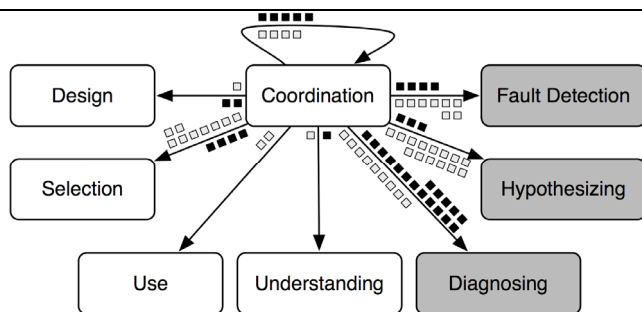 Design
Coordination
Fault Detection
Selection
Hypothesizing
Use
Understanding
Diagnosing